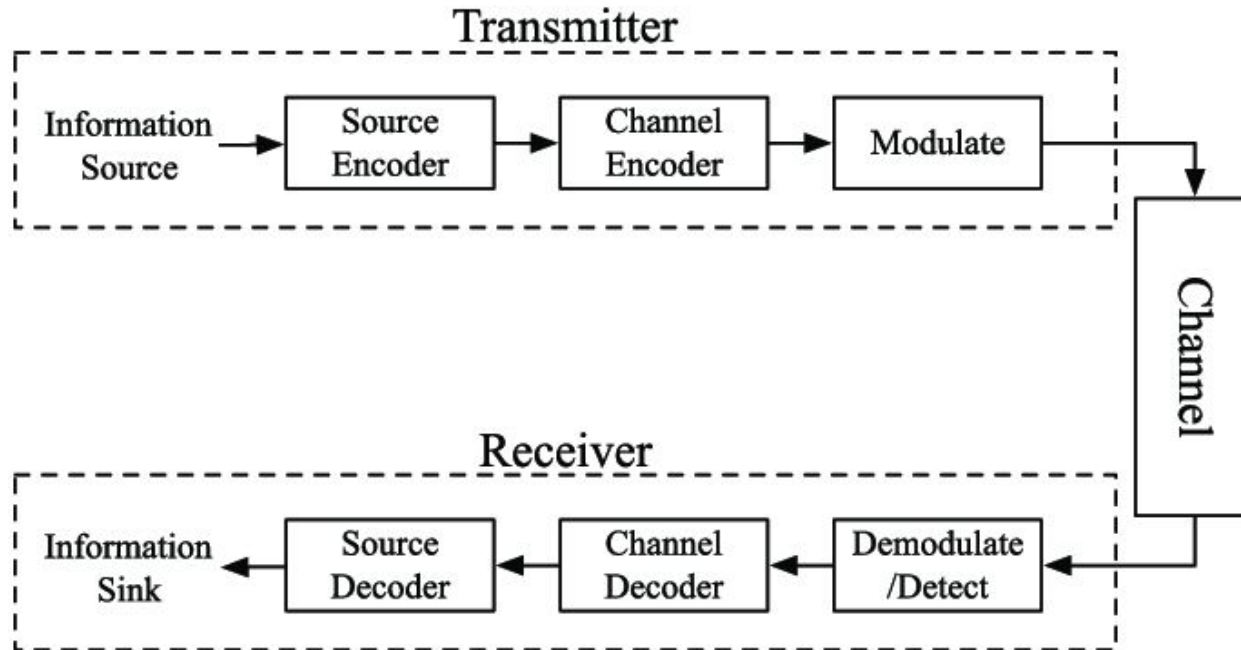 Transmitter
Information
Source
Source
Encoder
Channel
Encoder
Modulate
Channel
Receiver
Information
Sink
Source
Decoder
Channel
Decoder
Demodulate
/Detect